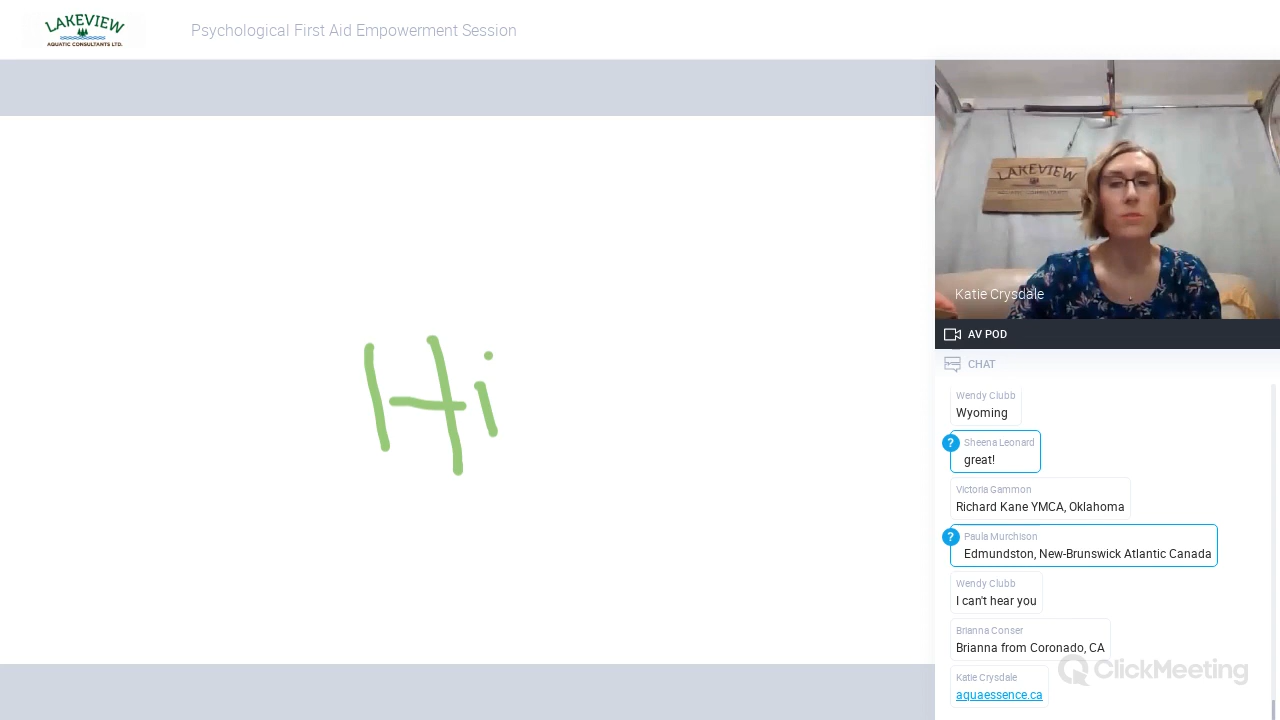 LAKEVIEW
AQUATIC CONSULTANTS LTD.
Psychological First Aid Empowerment Session
Hi
LAKEVIEW
Katie Crysdale
AV POD
CHAT
Wendy Clubb
Wyoming
?
Sheena Leonard
great!
Victoria Gammon
Richard Kane YMCA, Oklahoma
?
Paula Murchison
Edmundston, New-Brunswick Atlantic Canada
Wendy Clubb
I can't hear you
Brianna Conser
Brianna from Coronado, CA
Katie Crysdale
aquaessence.ca
ClickMeeting